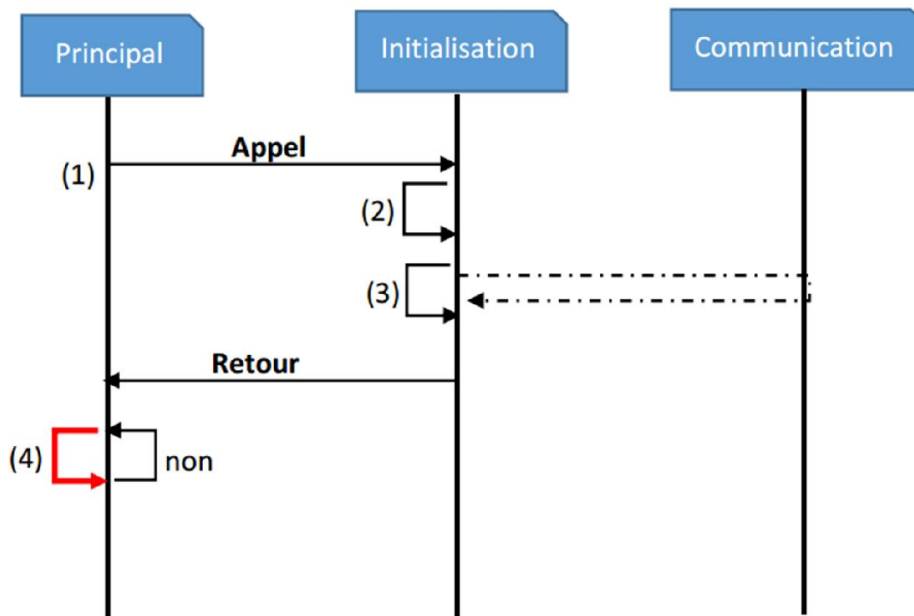 Principal
Initialisation
Communication
Appel
(1)
(2)
(3)
Retour
(4)
non